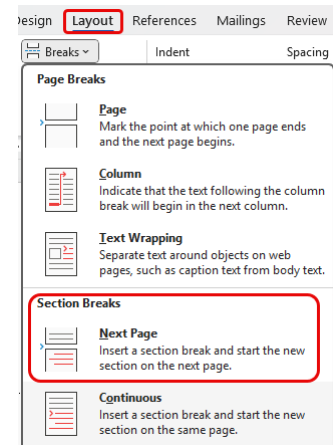 Design Layout References Mailings Review
Breaks Indent Spacing
Page Breaks
Page
Mark the point at which one page ends
and the next page begins.
Column
Indicate that the text following the column
break will begin in the next column.
Text Wrapping
Separate text around objects on web
pages, such as caption text from body text.
Section Breaks
Next Page
Insert a section break and start the new
section on the next page.
Continuous
Insert a section break and start the new
section on the same page.